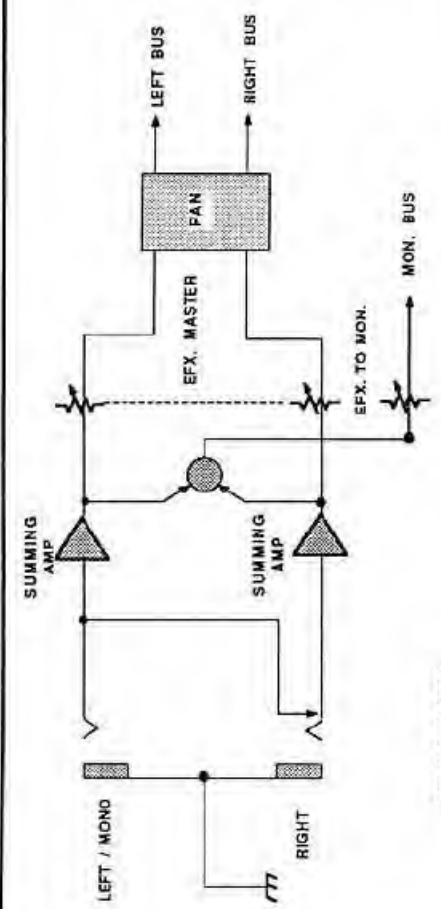 LEFT / MONO
RIGHT
SUMMING
AMP
SUMMING
AMP
EFX. MASTER
EFX. TO MON.
PAN
LEFT BUS
RIGHT BUS
MON. BUS